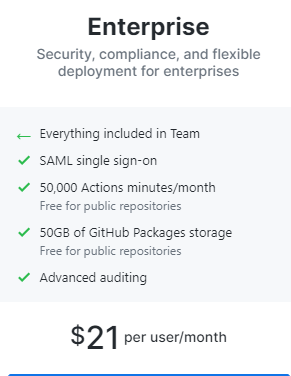 Enterprise
Security, compliance, and flexible
deployment for enterprises
Everything included in Team
SAML single sign-on
50,000 Actions minutes/month
Free for public repositories
50GB of GitHub Packages storage
Free for public repositories
Advanced auditing
$21 per user/month